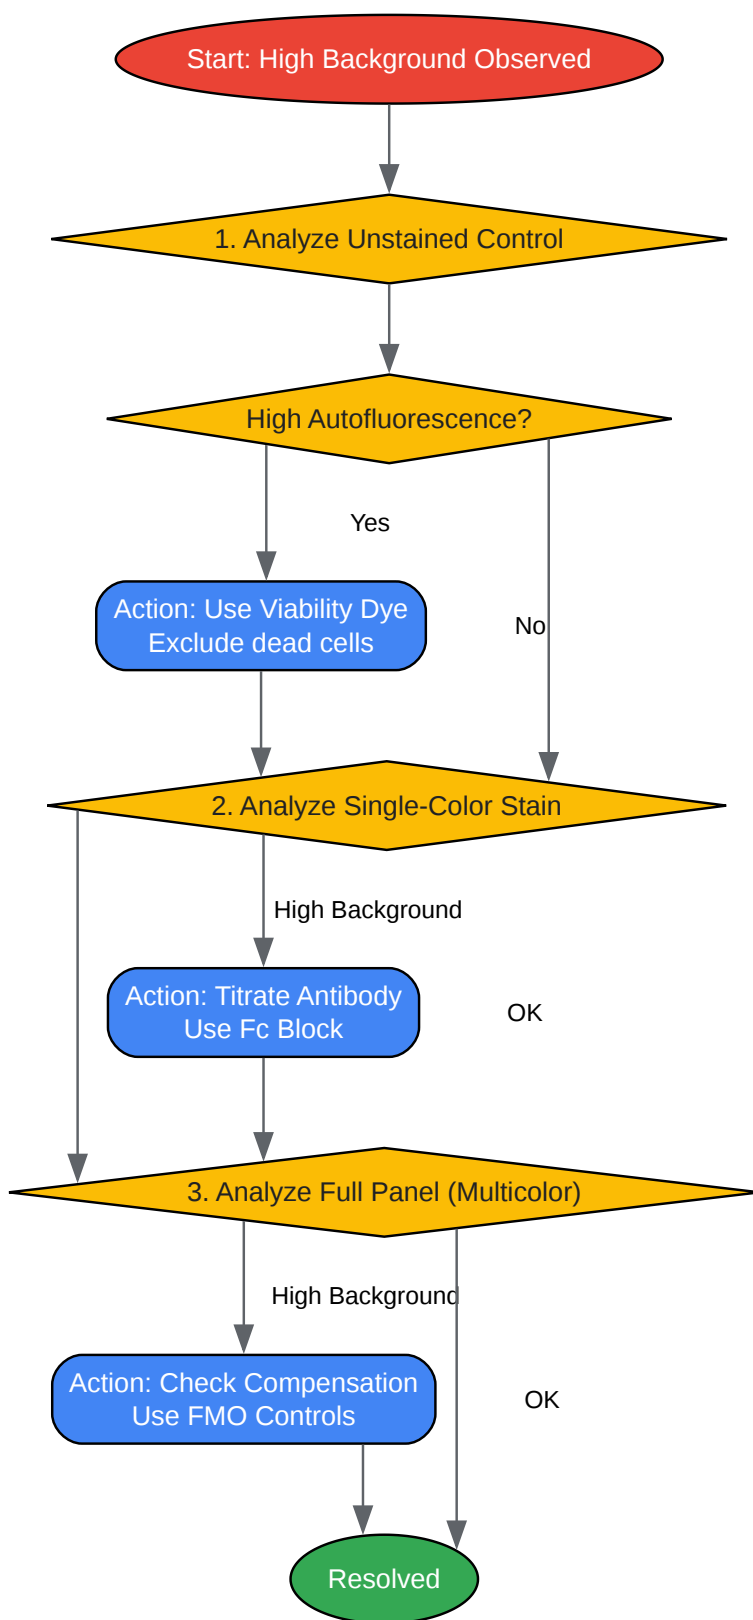 Start: High Background Observed
1. Analyze Unstained Control
High Autofluorescence?
Yes
Action: Use Viability Dye
Exclude dead cells
No
2. Analyze Single-Color Stain
High Background
Action: Titrate Antibody
Use Fc Block
OK
3. Analyze Full Panel (Multicolor)
High Background
Action: Check Compensation
Use FMO Controls
OK
Resolved